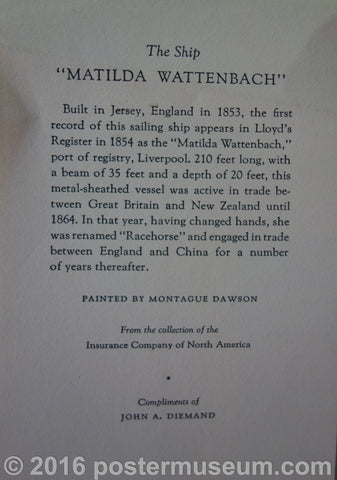 The Ship
"MATILDA WATTENBACH"
Built in Jersey, England in 1853, the first
record of this sailing ship appears in Lloyd's
Register in 1854 as the "Matilda Wattenbach,"
port of registry, Liverpool. 210 feet long, with
a beam of 35 feet and a depth of 20 feet, this
metal-sheathed vessel was active in trade be-
tween Great Britain and New Zealand until
1864. In that year, having changed hands, she
was renamed "Racehorse" and engaged in trade
between England and China for a number
of years thereafter.
PAINTED BY MONTAGUE DAWSON
From the collection of the
Insurance Company of North America
•
Compliments of
JOHN A. DIEMAND
© 2016 postermuseum.com